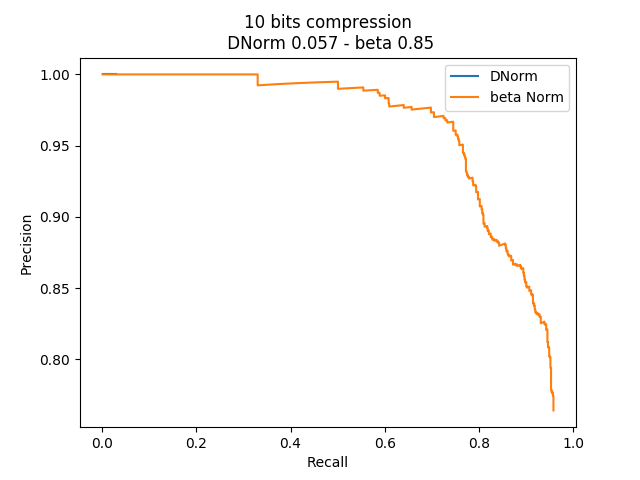 10 bits compression
DNorm 0.057 - beta 0.85
DNorm
beta Norm
1.00
0.95
0.90
0.85
0.80
Precision
0.0 0.2 0.4 0.6 0.8 1.0
Recall